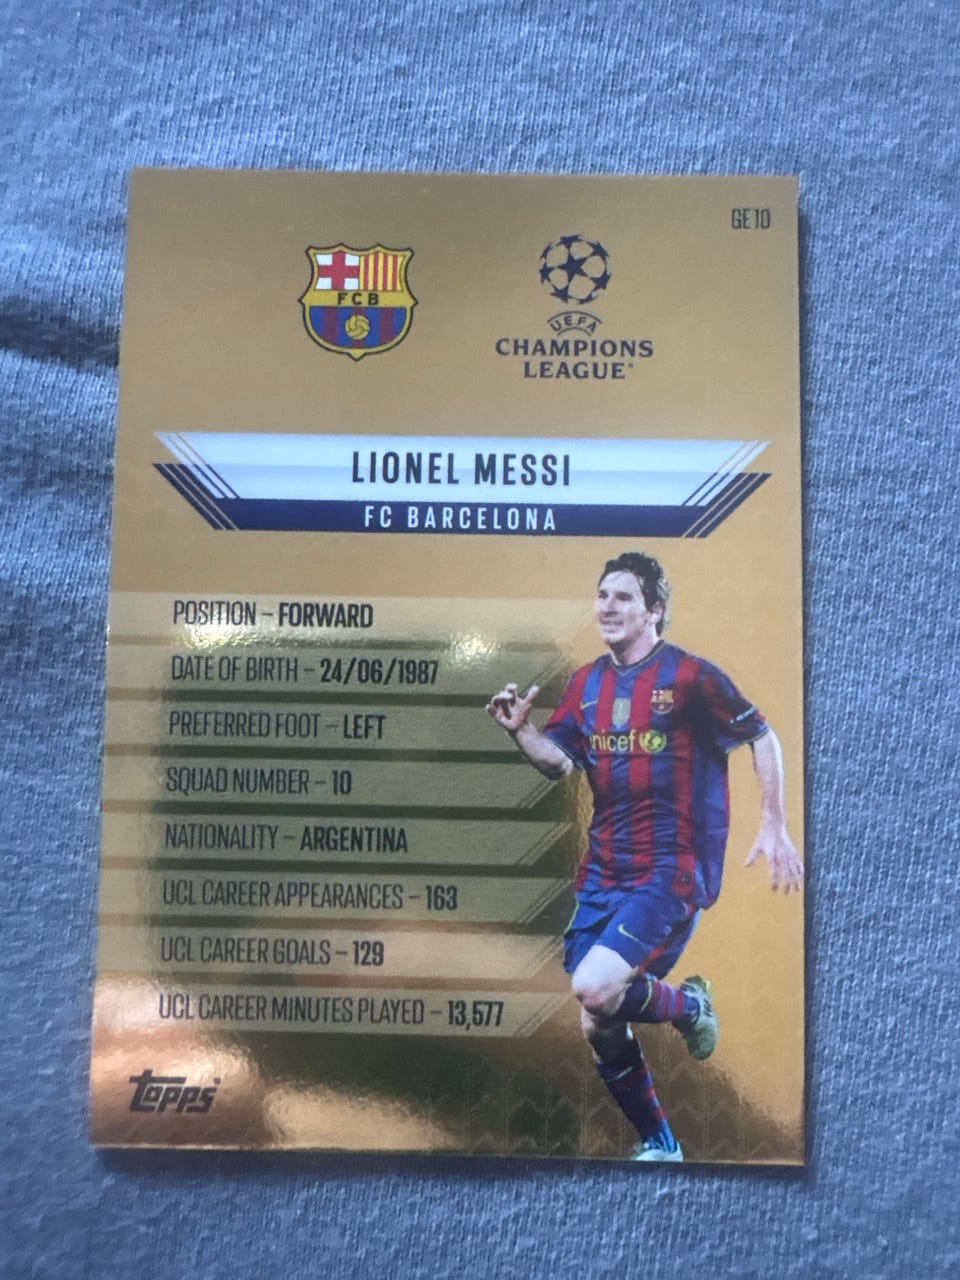 GE10
FCB
UEFA
CHAMPIONS
LEAGUE®
LIONEL MESSI
FC BARCELONA
POSITION – FORWARD
DATE OF BIRTH – 24/06/1987
PREFERRED FOOT – LEFT
SQUAD NUMBER – 10
NATIONALITY – ARGENTINA
UCL CAREER APPEARANCES – 163
UCL CAREER GOALS – 129
UCL CAREER MINUTES PLAYED – 13,577
unicef
topps®